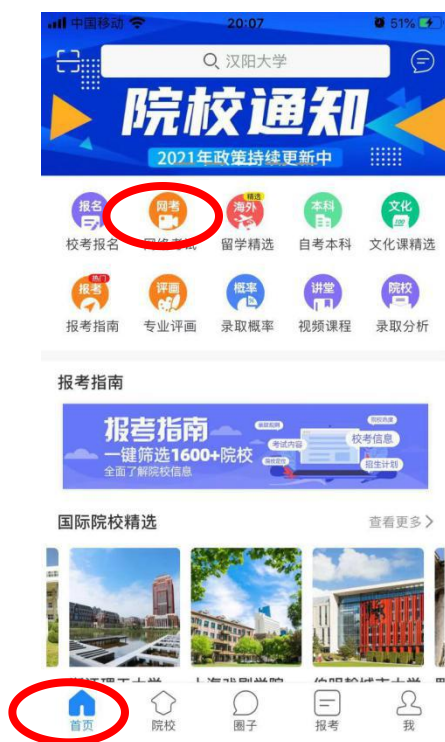 中国移动 20:07 51%
汉阳大学
院校通知
2021年政策持续更新中
报名 网考 精选 海外 本科 文化
校考报名 网络考试 留学精选 自考本科 文化课精选
热门
报考 评画 概率 讲堂 院校
报考指南 专业评画 录取概率 视频课程 录取分析
报考指南
报考指南
一键筛选1600+院校
全面了解院校信息
考试内容 校考信息
招生计划
国际院校精选 查看更多
首页 院校 圈子 报考 我